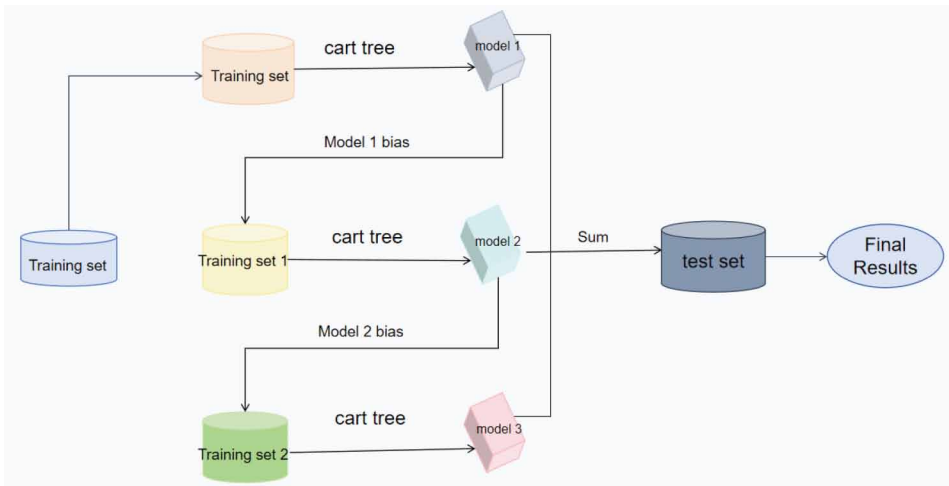 cart tree
model 1
Training set
Model 1 bias
Training set
cart tree
model 2
Training set 1
Sum
test set
Final
Results
Model 2 bias
cart tree
model 3
Training set 2